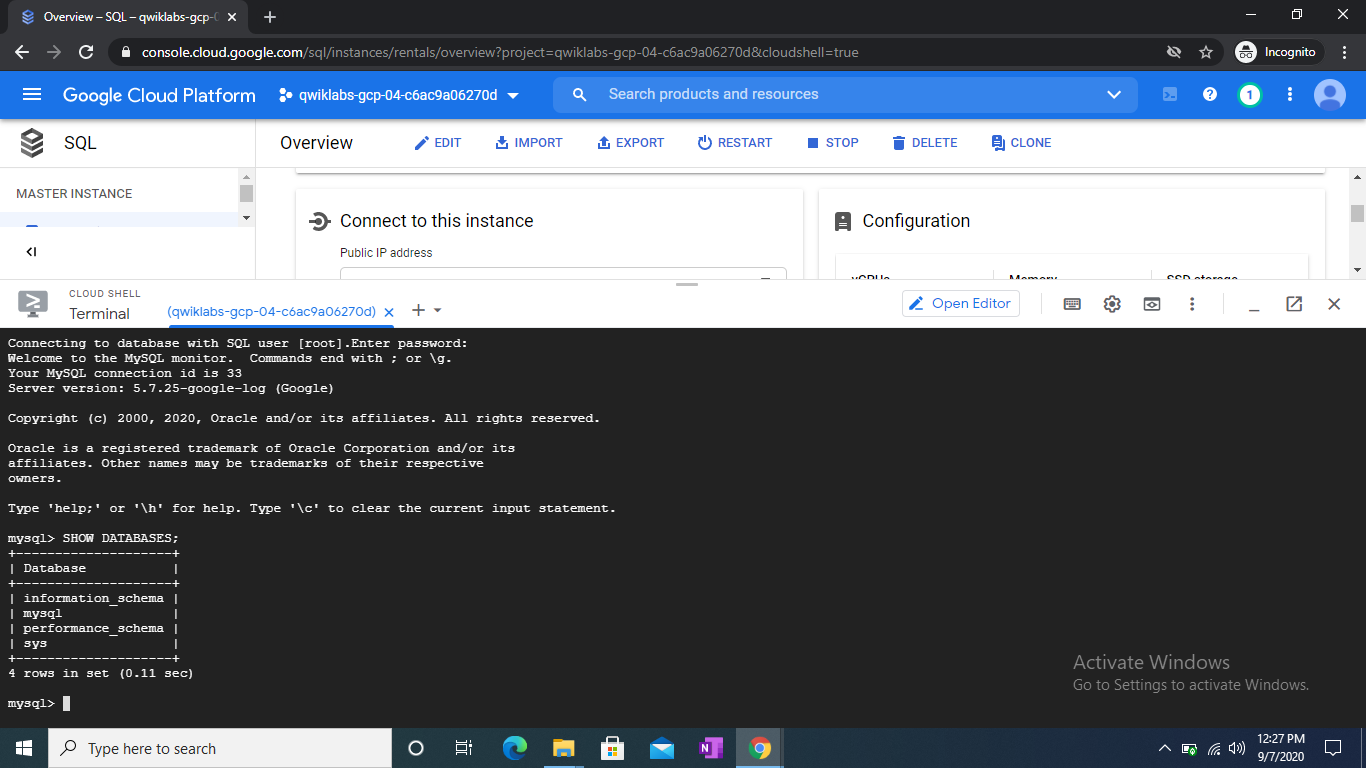 Overview – SQL – qwiklabs-gcp-0
console.cloud.google.com/sql/instances/rentals/overview?project=qwiklabs-gcp-04-c6ac9a06270d&cloudshell=true
Incognito
Google Cloud Platform
qwiklabs-gcp-04-c6ac9a06270d
Search products and resources
1
SQL
Overview
EDIT
IMPORT
EXPORT
RESTART
STOP
DELETE
CLONE
MASTER INSTANCE
Connect to this instance
Public IP address
Configuration
vCPUs
Memory
SSD storage
CLOUD SHELL
Terminal
(qwiklabs-gcp-04-c6ac9a06270d)
Open Editor
Connecting to database with SQL user [root].Enter password:
Welcome to the MySQL monitor.  Commands end with ; or \g.
Your MySQL connection id is 33
Server version: 5.7.25-google-log (Google)
Copyright (c) 2000, 2020, Oracle and/or its affiliates. All rights reserved.
Oracle is a registered trademark of Oracle Corporation and/or its
affiliates. Other names may be trademarks of their respective
owners.
Type 'help;' or '\h' for help. Type '\c' to clear the current input statement.
mysql> SHOW DATABASES;
+--------------------+
| Database           |
+--------------------+
| information_schema |
| mysql              |
| performance_schema |
| sys                |
+--------------------+
4 rows in set (0.11 sec)
mysql>
Activate Windows
Go to Settings to activate Windows.
Type here to search
12:27 PM
9/7/2020